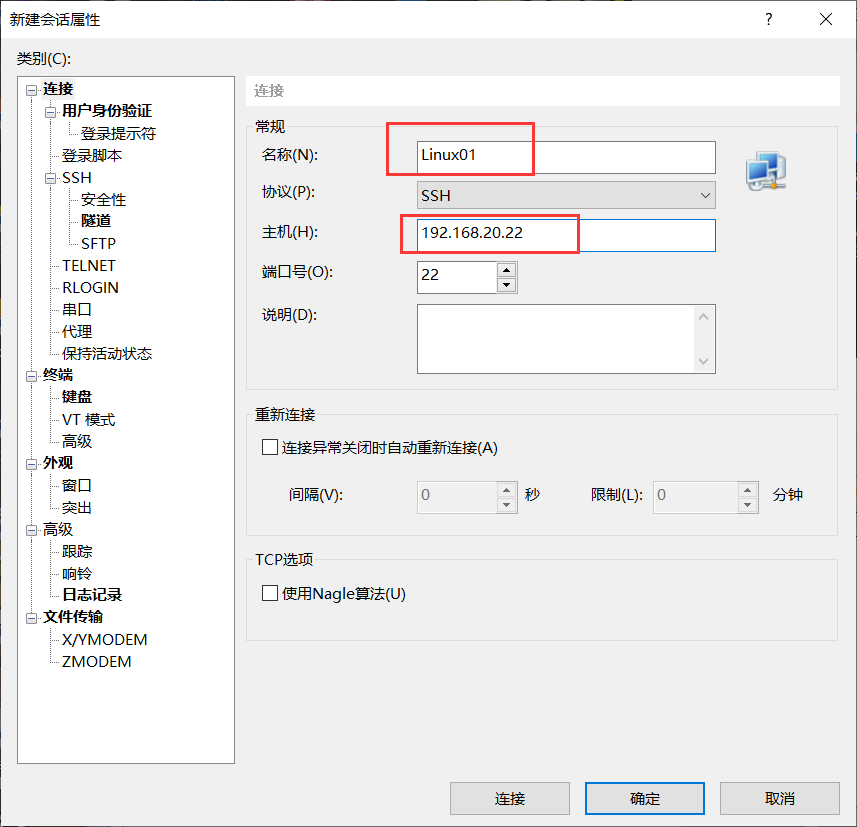 新建会话属性
?
类别(C):
连接
用户身份验证
登录提示符
登录脚本
SSH
安全性
隧道
SFTP
TELNET
RLOGIN
串口
代理
保持活动状态
终端
键盘
VT 模式
高级
外观
窗口
突出
高级
跟踪
响铃
日志记录
文件传输
X/YMODEM
ZMODEM
连接
常规
名称(N): Linux01
协议(P): SSH
主机(H): 192.168.20.22
端口号(O): 22
说明(D):
重新连接
连接异常关闭时自动重新连接(A)
间隔(V): 0 秒 限制(L): 0 分钟
TCP选项
使用Nagle算法(U)
连接 确定 取消